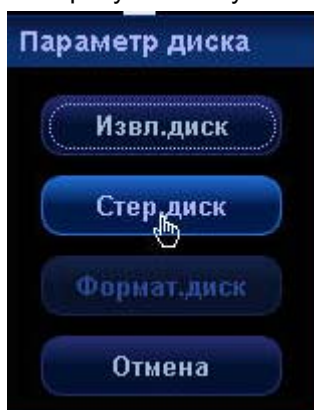 Параметр диска
Извл.диск
Стер.диск
Формат.диск
Отмена